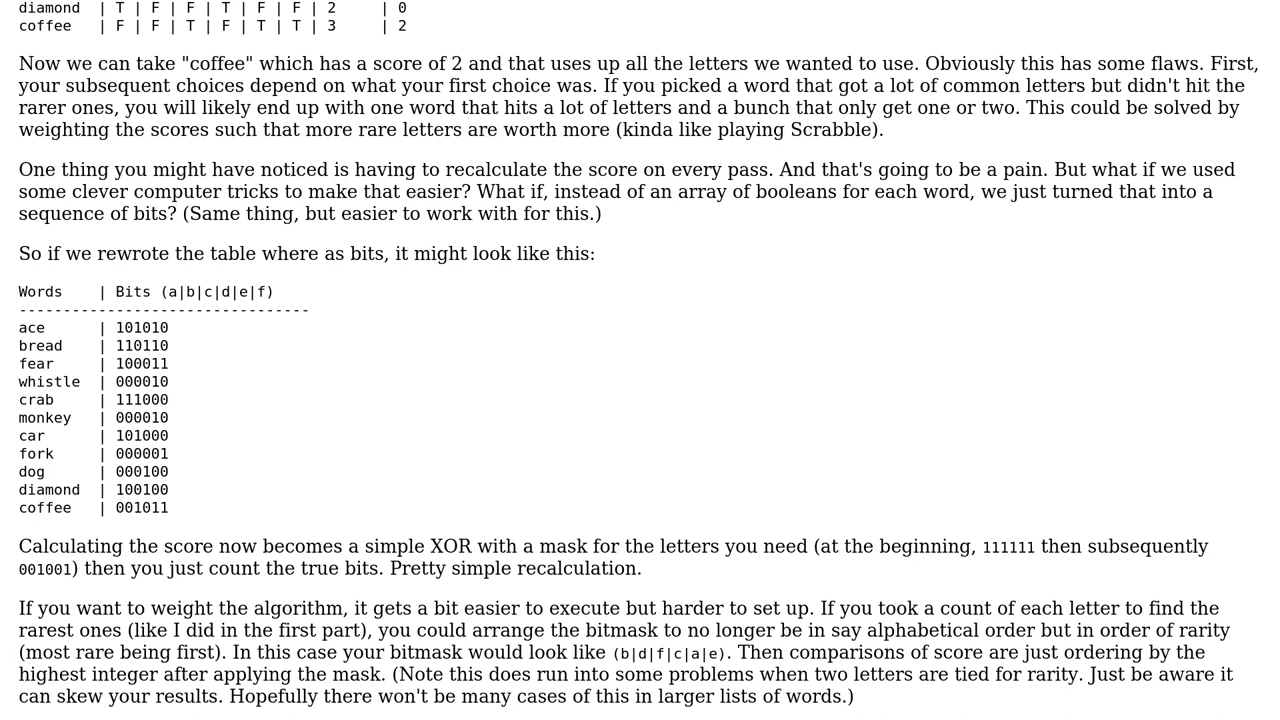 diamond  | T | F | F | T | F | F | 2     | 0
coffee   | F | F | T | F | T | T | 3     | 2
Now we can take "coffee" which has a score of 2 and that uses up all the letters we wanted to use. Obviously this has some flaws. First,
your subsequent choices depend on what your first choice was. If you picked a word that got a lot of common letters but didn't hit the
rarer ones, you will likely end up with one word that hits a lot of letters and a bunch that only get one or two. This could be solved by
weighting the scores such that more rare letters are worth more (kinda like playing Scrabble).
One thing you might have noticed is having to recalculate the score on every pass. And that's going to be a pain. But what if we used
some clever computer tricks to make that easier? What if, instead of an array of booleans for each word, we just turned that into a
sequence of bits? (Same thing, but easier to work with for this.)
So if we rewrote the table where as bits, it might look like this:
Words    | Bits (a|b|c|d|e|f)
---------------------------------
ace      | 101010
bread    | 110110
fear     | 100011
whistle  | 000010
crab     | 111000
monkey   | 000010
car      | 101000
fork     | 000001
dog      | 000100
diamond  | 100100
coffee   | 001011
Calculating the score now becomes a simple XOR with a mask for the letters you need (at the beginning, 111111 then subsequently
001001) then you just count the true bits. Pretty simple recalculation.
If you want to weight the algorithm, it gets a bit easier to execute but harder to set up. If you took a count of each letter to find the
rarest ones (like I did in the first part), you could arrange the bitmask to no longer be in say alphabetical order but in order of rarity
(most rare being first). In this case your bitmask would look like (b|d|f|c|a|e). Then comparisons of score are just ordering by the
highest integer after applying the mask. (Note this does run into some problems when two letters are tied for rarity. Just be aware it
can skew your results. Hopefully there won't be many cases of this in larger lists of words.)